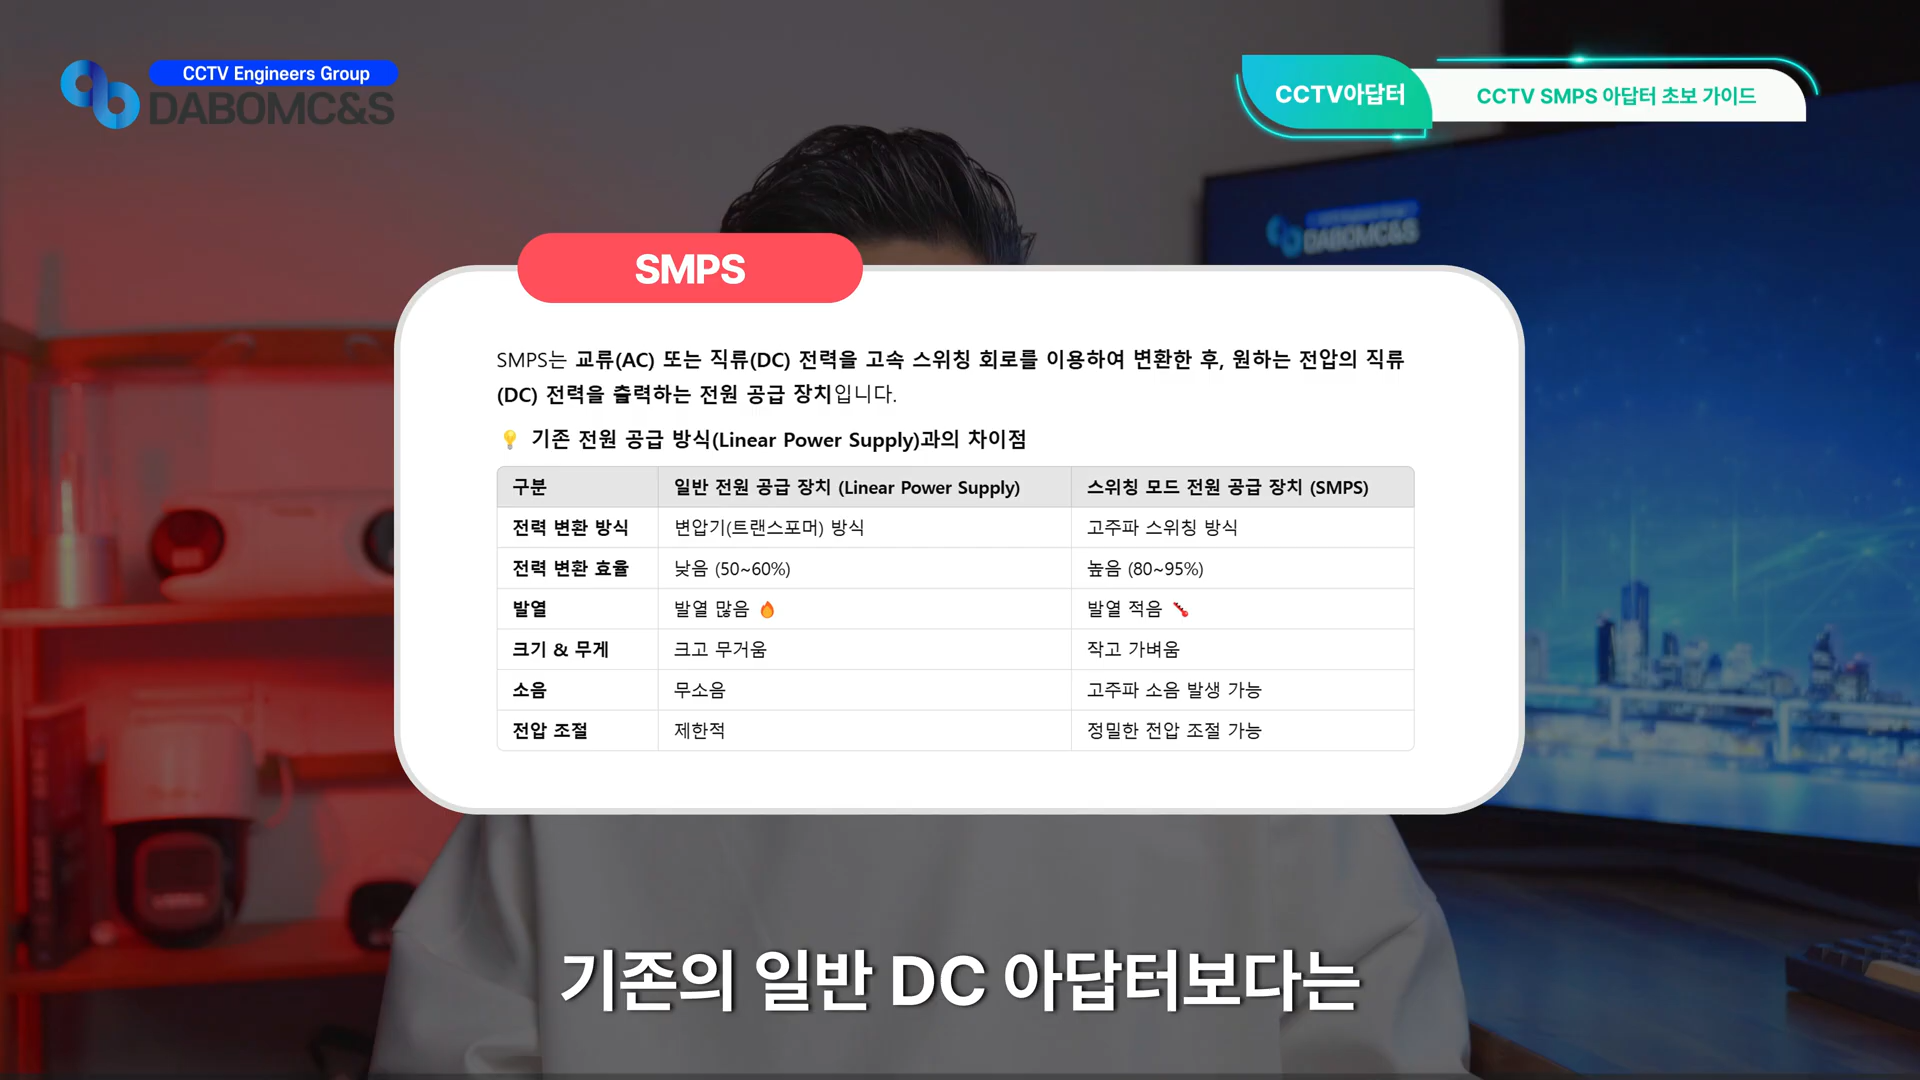 CCTV Engineers Group
DABOMC&S
CCTV아답터
CCTV SMPS 아답터 초보 가이드
DABOMC&S
SMPS
SMPS는 교류(AC) 또는 직류(DC) 전력을 고속 스위칭 회로를 이용하여 변환한 후, 원하는 전압의 직류
(DC) 전력을 출력하는 전원 공급 장치입니다.
💡 기존 전원 공급 방식(Linear Power Supply)과의 차이점
구분 일반 전원 공급 장치 (Linear Power Supply) 스위칭 모드 전원 공급 장치 (SMPS)
전력 변환 방식 변압기(트랜스포머) 방식 고주파 스위칭 방식
전력 변환 효율 낮음 (50~60%) 높음 (80~95%)
발열 발열 많음 🔥 발열 적음
크기 & 무게 크고 무거움 작고 가벼움
소음 무소음 고주파 소음 발생 가능
전압 조절 제한적 정밀한 전압 조절 가능
기존의 일반 DC 아답터보다는